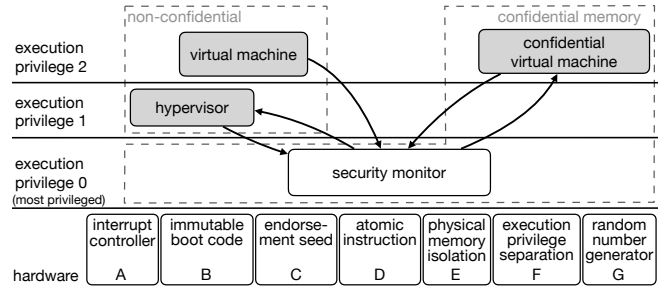 non-confidential
confidential memory
execution
privilege 2
virtual machine
confidential
virtual machine
execution
privilege 1
hypervisor
execution
privilege 0
(most privileged)
security monitor
hardware
interrupt
controller
A
immutable
boot code
B
endorse-
ment seed
C
atomic
instruction
D
physical
memory
isolation
E
execution
privilege
separation
F
random
number
generator
G